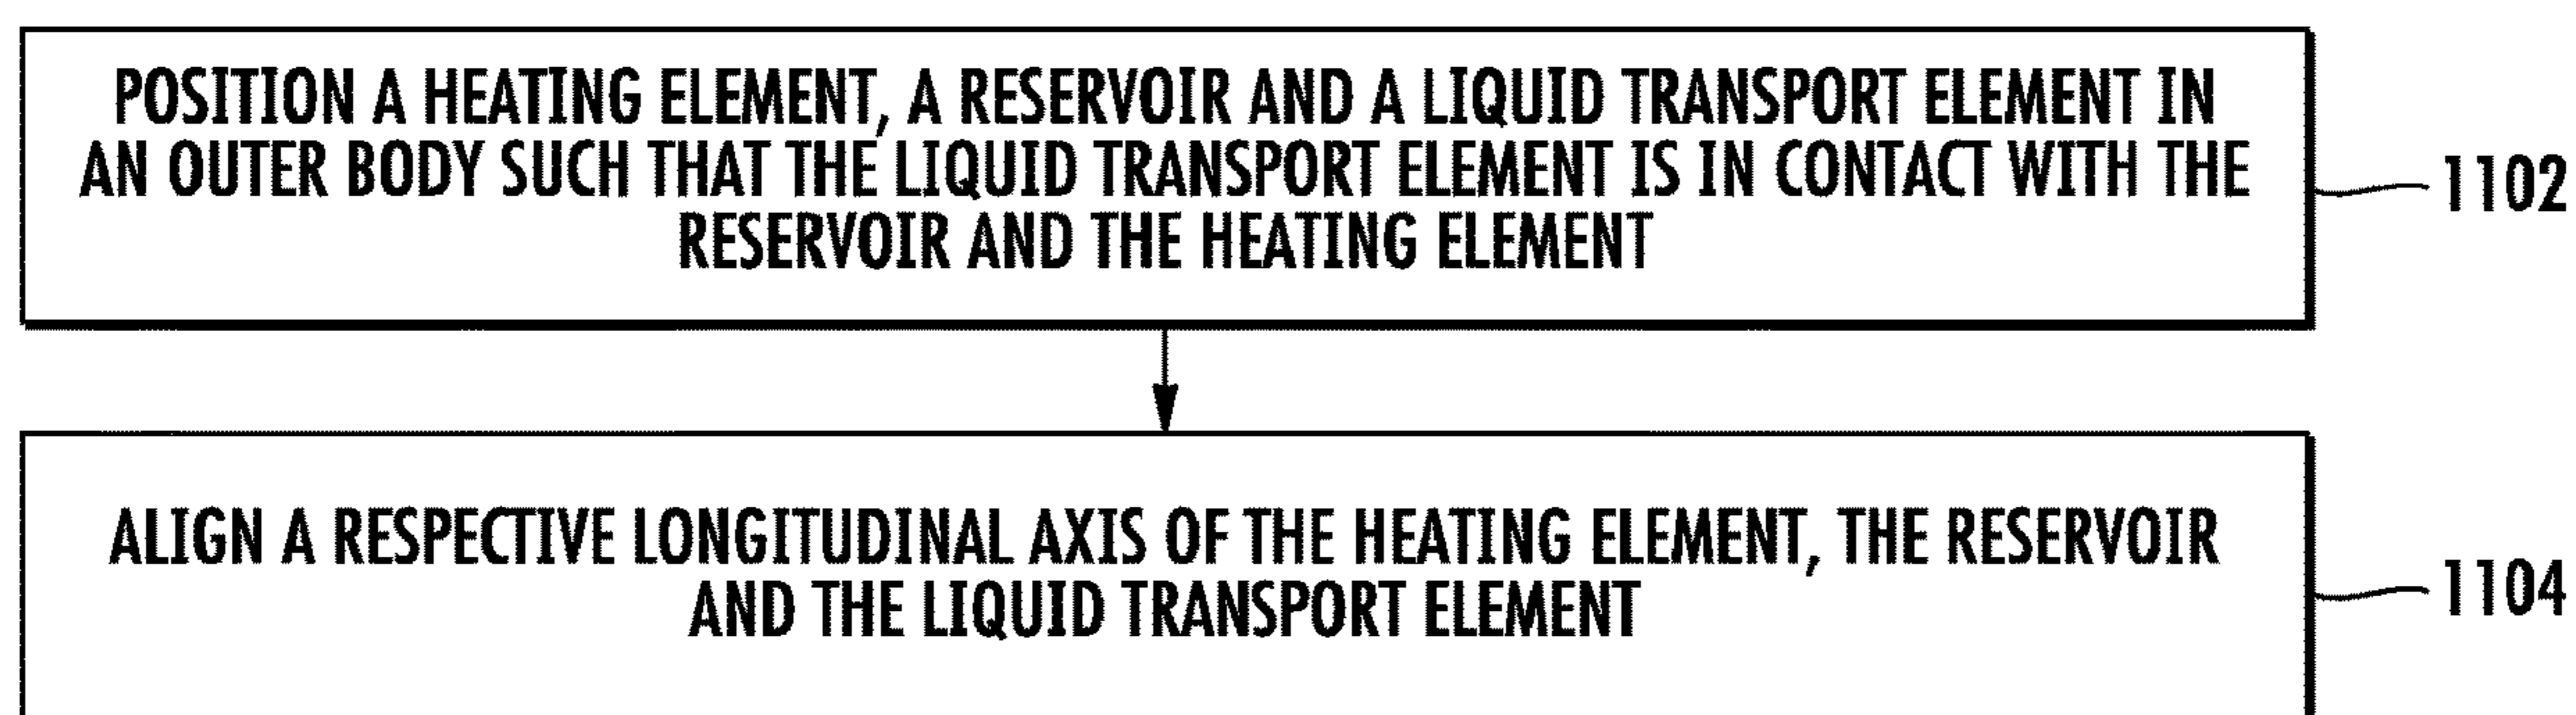 POSITION A HEATING ELEMENT, A RESERVOIR AND A LIQUID TRANSPORT ELEMENT IN
AN OUTER BODY SUCH THAT THE LIQUID TRANSPORT ELEMENT IS IN CONTACT WITH THE
RESERVOIR AND THE HEATING ELEMENT
1102
ALIGN A RESPECTIVE LONGITUDINAL AXIS OF THE HEATING ELEMENT, THE RESERVOIR
AND THE LIQUID TRANSPORT ELEMENT
1104